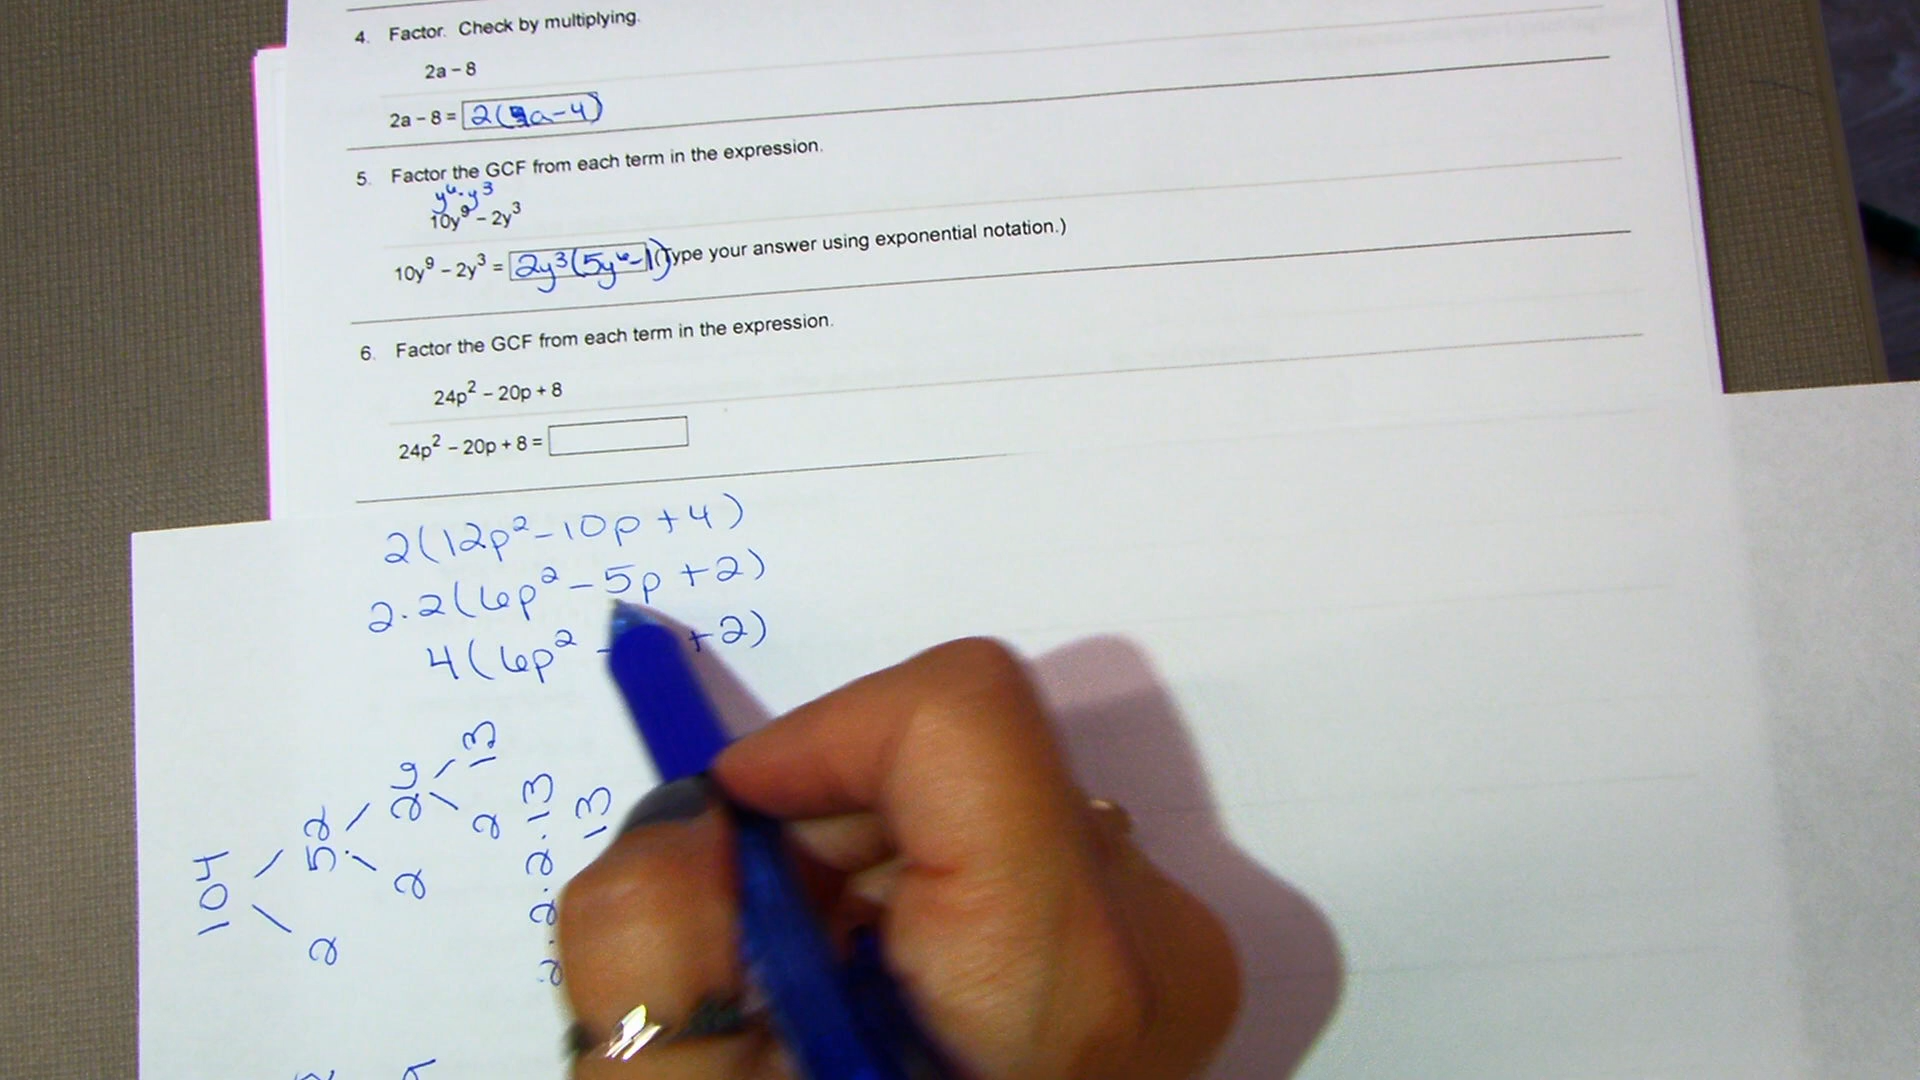 4. Factor. Check by multiplying.
2a − 8
2a − 8 = 2(a−4)
5. Factor the GCF from each term in the expression.
y⁶·y³
10y⁹ − 2y³
10y⁹ − 2y³ = 2y³(5y⁶−1) (Type your answer using exponential notation.)
6. Factor the GCF from each term in the expression.
24p² − 20p + 8
24p² − 20p + 8 =
2(12p²−10p+4)
2·2(6p²−5p+2)
4(6p² − +2)
104
52
2
26
2
13
2
2·2·2·13
13